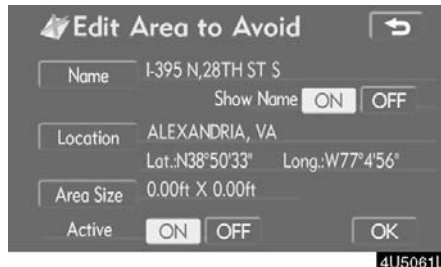 Edit Area to Avoid
Name I-395 N,28TH ST S
Show Name ON OFF
Location ALEXANDRIA, VA
Lat.:N38°50'33" Long.:W77°4'56"
Area Size 0.00ft X 0.00ft
Active ON OFF OK
4U5061L